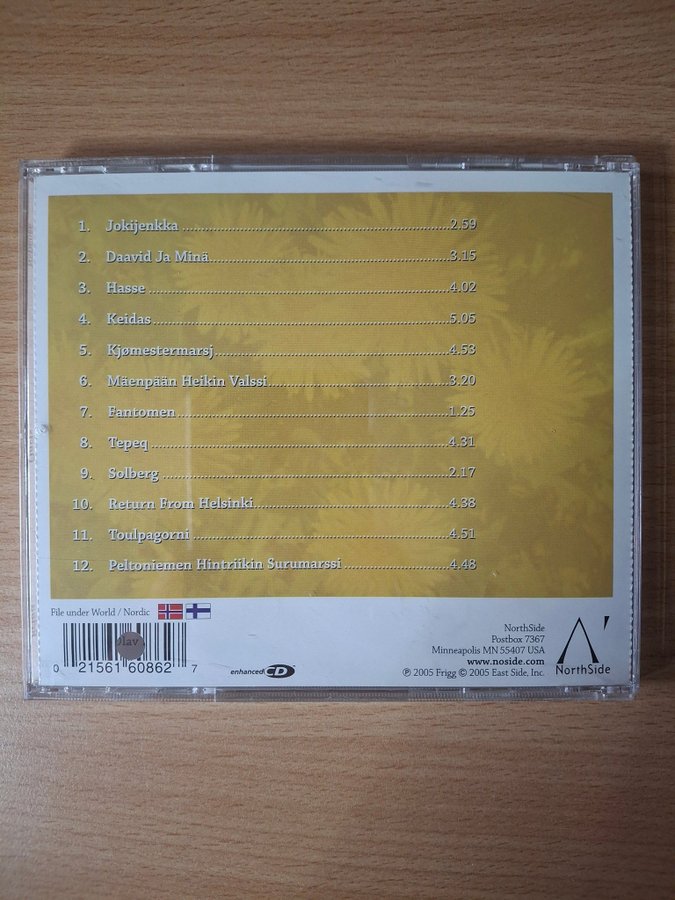 1. Jokijenkka 2.59
2. Daavid Ja Minä 3.15
3. Hasse 4.02
4. Keidas 5.05
5. Kjømestermarsj 4.53
6. Mäenpään Heikin Valssi 3.20
7. Fantomen 1.25
8. Tepeq 4.31
9. Solberg 2.17
10. Return From Helsinki 4.38
11. Toulpagorni 4.51
12. Peltoniemen Hintriikin Surumarssi 4.48
File under World / Nordic
0 21561 60862 7
enhanced CD
NorthSide
Postbox 7367
Minneapolis MN 55407 USA
www.noside.com
℗ 2005 Frigg © 2005 East Side, Inc.
NorthSide